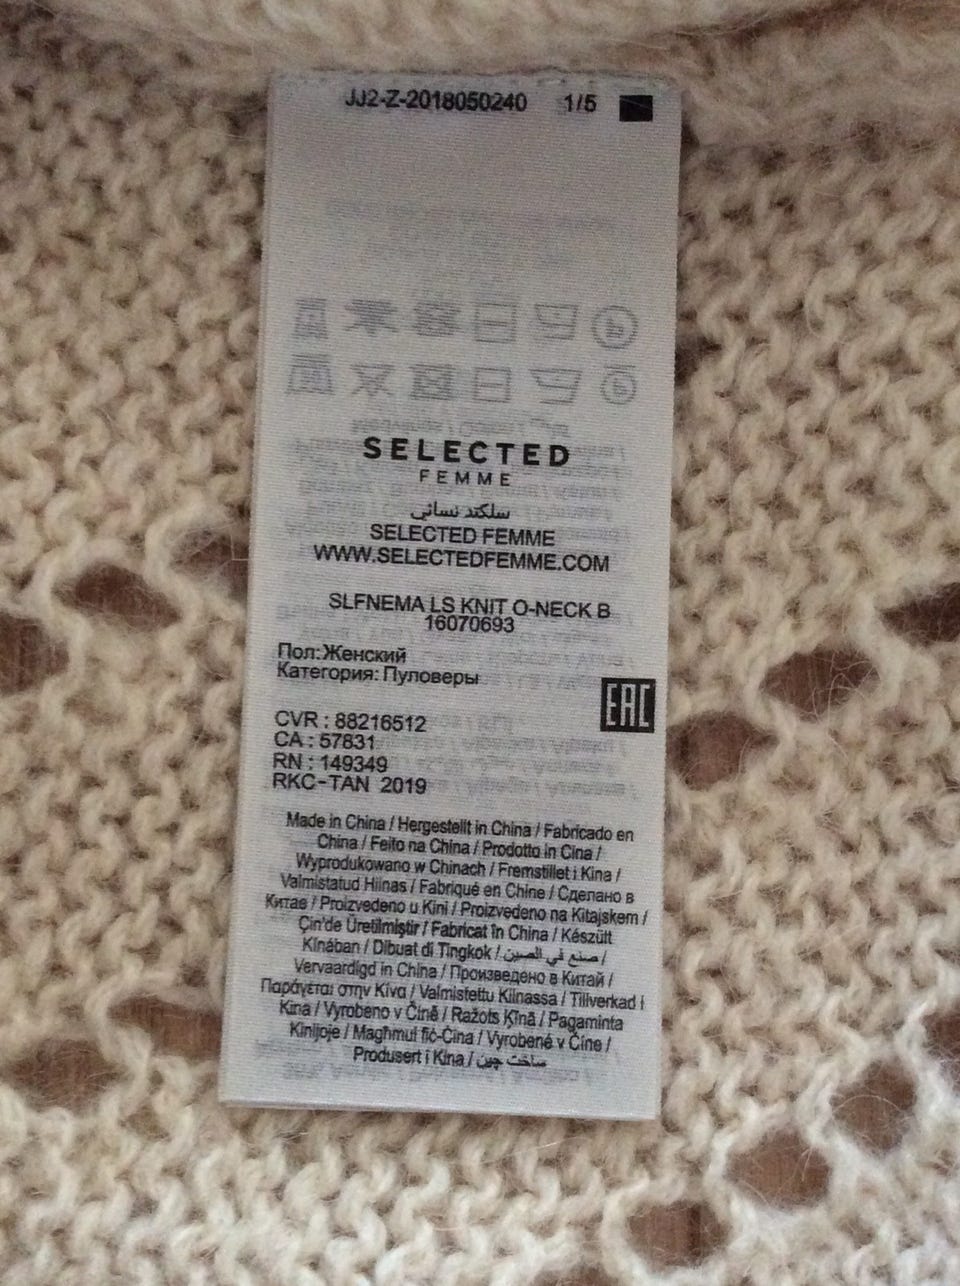 JJ2-Z-2018050240 1/5
SELECTED
FEMME
سلكتد نسائي
SELECTED FEMME
WWW.SELECTEDFEMME.COM
SLFNEMA LS KNIT O-NECK B
16070693
Пол:Женский
Категория: Пуловеры
EAC
CVR : 88216512
CA : 57831
RN : 149349
RKC-TAN 2019
Made in China / Hergestellt in China / Fabricado en
China / Feito na China / Prodotto in Cina /
Wyprodukowano w Chinach / Fremstillet i Kina /
Valmistatud Hiinas / Fabriqué en Chine / Сделано в
Китае / Proizvedeno u Kini / Proizvedeno na Kitajskem /
Çin'de Üretilmiştir / Fabricat în China / Készült
Kínában / Dibuat di Tingkok / صنع في الصين /
Vervaardigd in China / Произведено в Китай /
Παράγεται στην Κίνα / Valmistettu Kiinassa / Tillverkad i
Kina / Vyrobeno v Číně / Ražots Ķīnā / Pagaminta
Kinijoje / Magħmul fiċ-Ċina / Vyrobené v Číne /
Produsert i Kina / ساخت چین